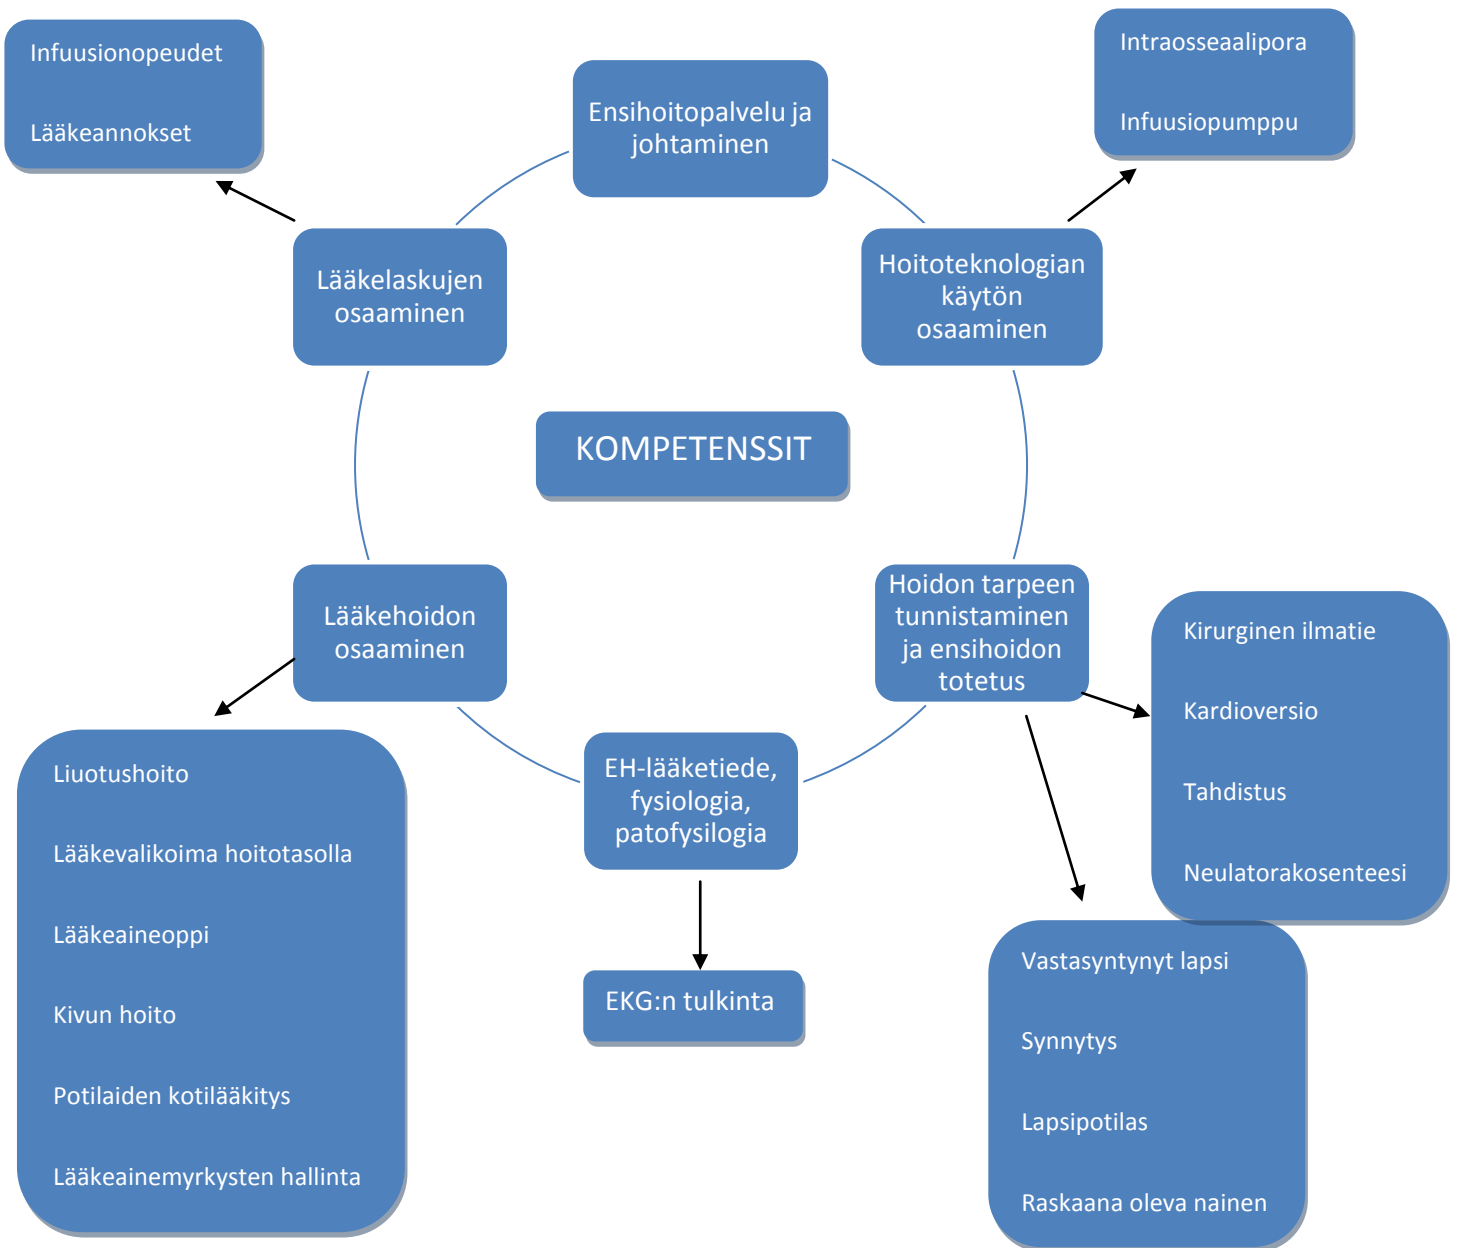 Infuusionopeudet
Lääkeannokset
Ensihoitopalvelu ja
johtaminen
Intraosseaalipora
Infuusiopumppu
Lääkelaskujen
osaaminen
Hoitoteknologian
käytön
osaaminen
KOMPETENSSIT
Lääkehoidon
osaaminen
Hoidon tarpeen
tunnistaminen
ja ensihoidon
totetus
Kirurginen ilmatie
Kardioversio
Tahdistus
Neulatorakosenteesi
EH-lääketiede,
fysiologia,
patofysilogia
EKG:n tulkinta
Liuotushoito
Lääkevalikoima hoitotasolla
Lääkeaineoppi
Kivun hoito
Potilaiden kotilääkitys
Lääkeainemyrkysten hallinta
Vastasyntynyt lapsi
Synnytys
Lapsipotilas
Raskaana oleva nainen